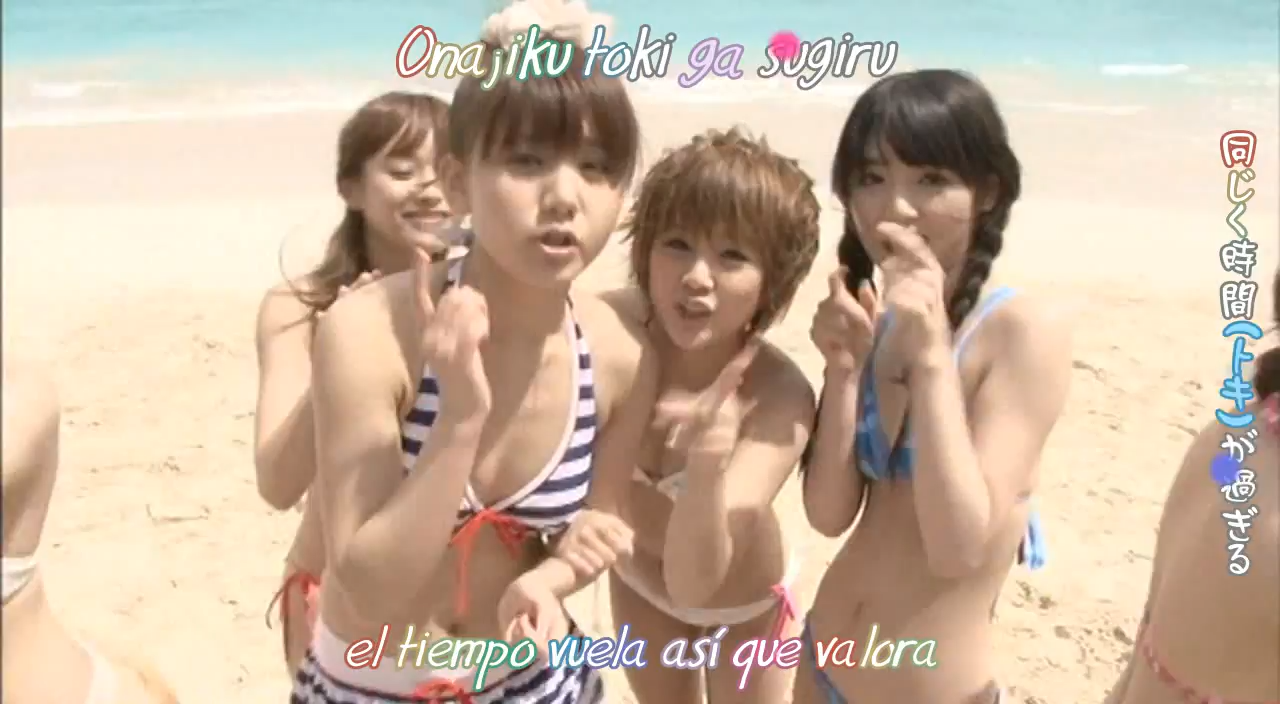 Onajiku toki ga sugiru
同じく時間(トキ)が過ぎる
el tiempo vuela así que valora